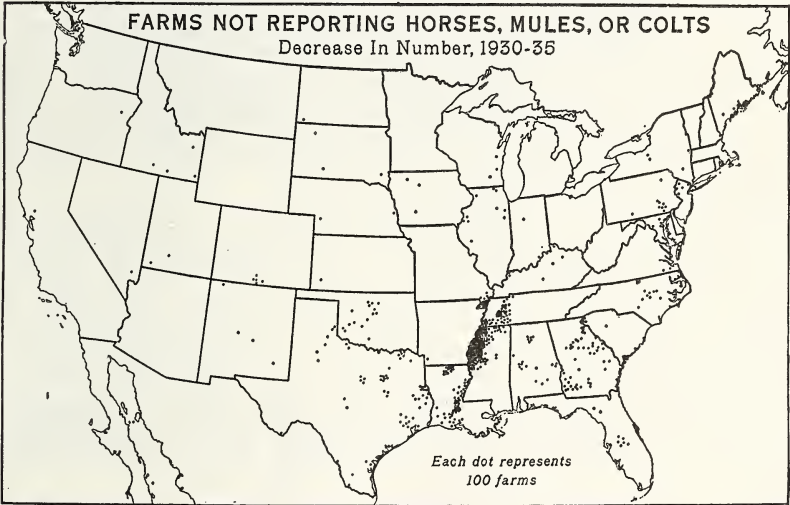 FARMS NOT REPORTING HORSES, MULES, OR COLTS
Decrease In Number, 1930-35
Each dot represents
100 farms